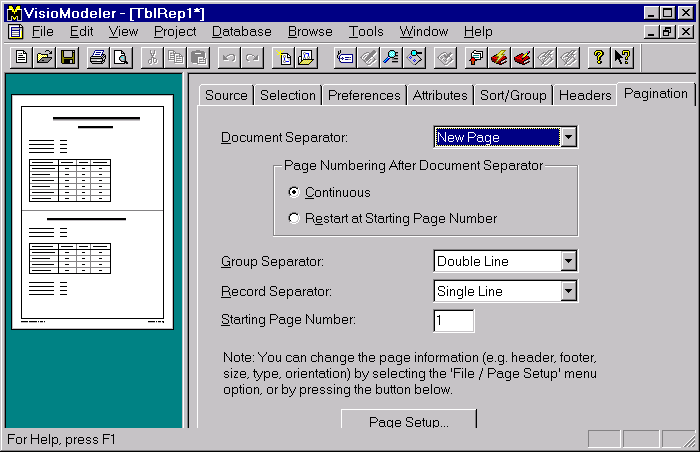 VisioModeler - [TblRep1*]
File Edit View Project Database Browse Tools Window Help
Source Selection Preferences Attributes Sort/Group Headers Pagination
Document Separator: New Page
Page Numbering After Document Separator
Continuous
Restart at Starting Page Number
Group Separator: Double Line
Record Separator: Single Line
Starting Page Number: 1
Note: You can change the page information (e.g. header, footer,
size, type, orientation) by selecting the 'File / Page Setup' menu
option, or by pressing the button below.
Page Setup...
For Help, press F1